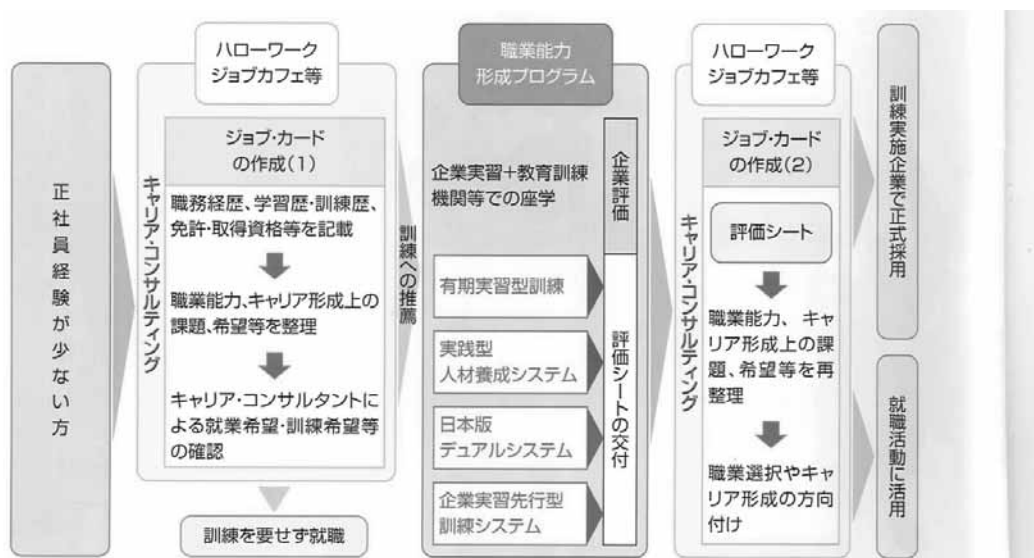 正社員経験が少ない方
ハローワーク
ジョブカフェ等
キャリア・コンサルティング
ジョブ・カード
の作成(1)
職務経歴、学習歴・訓練歴、
免許・取得資格等を記載
職業能力、キャリア形成上の
課題、希望等を整理
キャリア・コンサルタントに
よる就業希望・訓練希望等
の確認
訓練を要せず就職
訓練への推薦
職業能力
形成プログラム
企業実習+教育訓練
機関等での座学
企業評価
有期実習型訓練
実践型
人材養成システム
日本版
デュアルシステム
企業実習先行型
訓練システム
評価シートの交付
キャリア・コンサルティング
ハローワーク
ジョブカフェ等
ジョブ・カード
の作成(2)
評価シート
職業能力、キャ
リア形成上の課
題、希望等を再
整理
職業選択やキャ
リア形成の方向
付け
訓練実施企業で正式採用
就職活動に活用